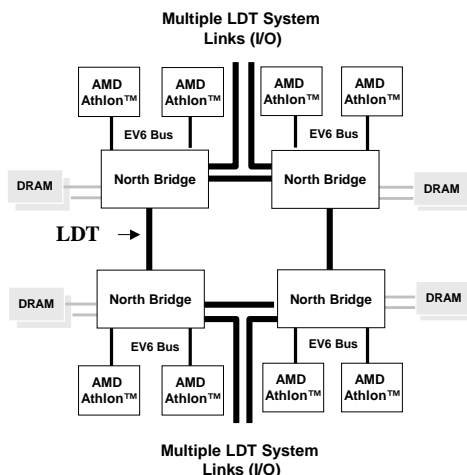 Multiple LDT System
Links (I/O)
AMD
Athlon™
AMD
Athlon™
AMD
Athlon™
AMD
Athlon™
EV6 Bus
EV6 Bus
DRAM
North Bridge
North Bridge
DRAM
LDT
DRAM
North Bridge
North Bridge
DRAM
EV6 Bus
EV6 Bus
AMD
Athlon™
AMD
Athlon™
AMD
Athlon™
AMD
Athlon™
Multiple LDT System
Links (I/O)